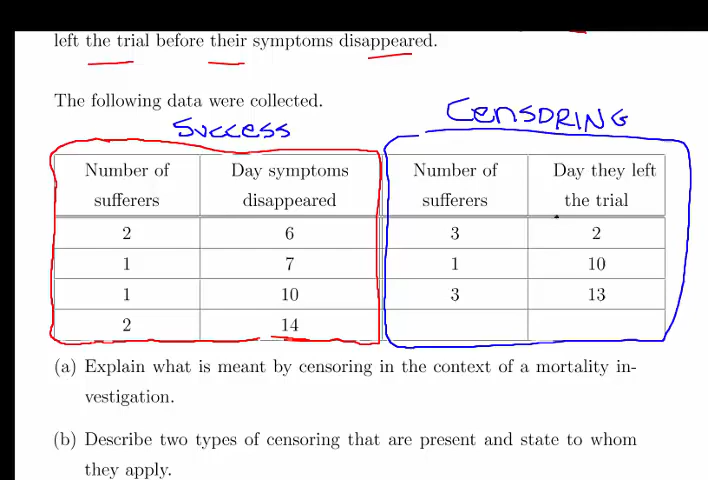 left the trial before their symptoms disappeared.
The following data were collected.
Success
CensoRING
Number of sufferers Day symptoms disappeared Number of sufferers Day they left the trial
2 6 3 2
1 7 1 10
1 10 3 13
2 14
(a) Explain what is meant by censoring in the context of a mortality in-
vestigation.
(b) Describe two types of censoring that are present and state to whom
they apply.